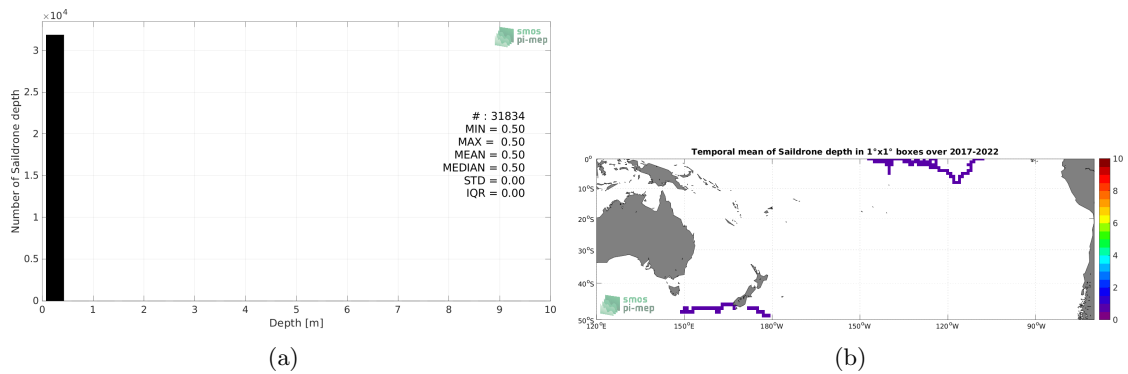 ×10⁴
smos
pi-mep
3
2.5
2
1.5
1
0.5
0
Number of Saildrone depth
# : 31834
MIN = 0.50
MAX = 0.50
MEAN = 0.50
MEDIAN = 0.50
STD = 0.00
IQR = 0.00
0 1 2 3 4 5 6 7 8 9 10
Depth [m]
(a)
Temporal mean of Saildrone depth in 1°x1° boxes over 2017-2022
0°
10°S
20°S
30°S
40°S
50°S
smos
pi-mep
120°E 150°E 180°W 150°W 120°W 90°W
10
8
6
4
2
0
(b)